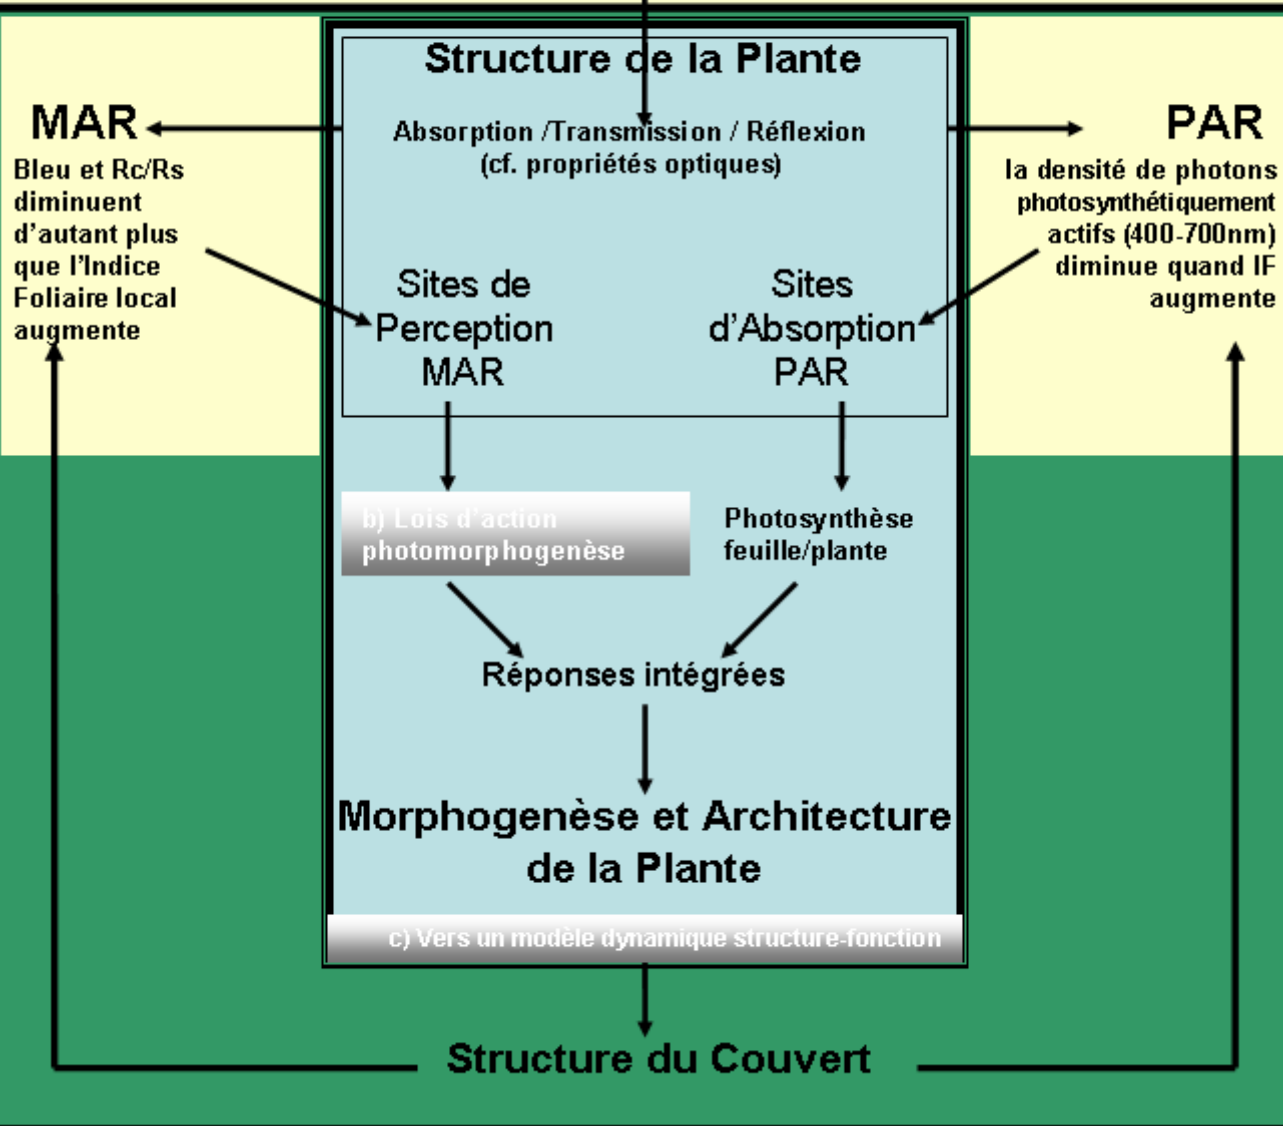 Structure de la Plante
Absorption /Transmission / Réflexion
(cf. propriétés optiques)
MAR
Bleu et Rc/Rs
diminuent
d'autant plus
que l'Indice
Foliaire local
augmente
PAR
la densité de photons
photosynthétiquement
actifs (400-700nm)
diminue quand IF
augmente
Sites de
Perception
MAR
Sites
d'Absorption
PAR
b) Lois d'action
photomorphogenèse
Photosynthèse
feuille/plante
Réponses intégrées
Morphogenèse et Architecture
de la Plante
c) Vers un modèle dynamique structure-fonction
Structure du Couvert